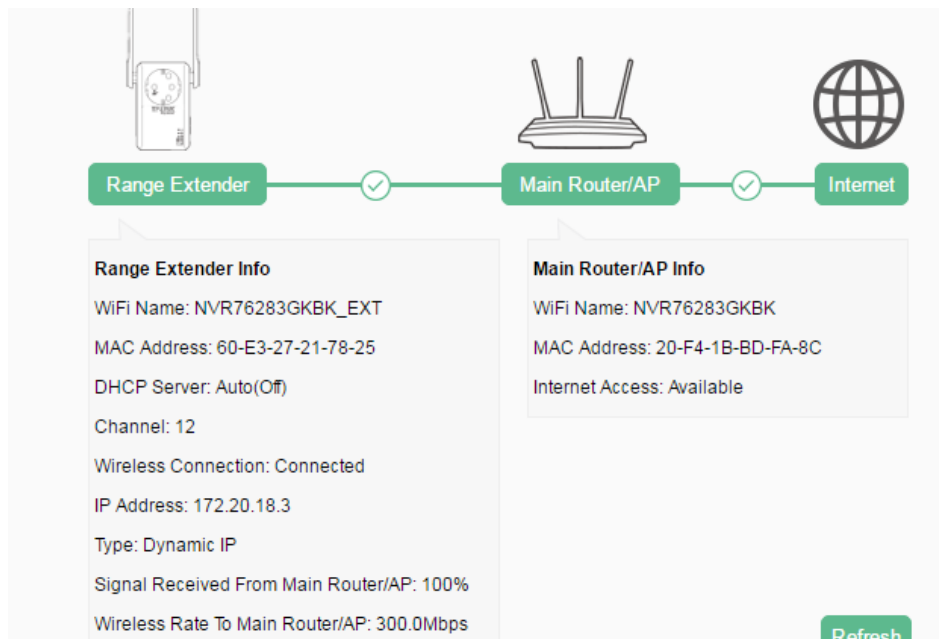 Range Extender
Main Router/AP
Internet
Range Extender Info
WiFi Name: NVR76283GKBK_EXT
MAC Address: 60-E3-27-21-78-25
DHCP Server: Auto(Off)
Channel: 12
Wireless Connection: Connected
IP Address: 172.20.18.3
Type: Dynamic IP
Signal Received From Main Router/AP: 100%
Wireless Rate To Main Router/AP: 300.0Mbps
Main Router/AP Info
WiFi Name: NVR76283GKBK
MAC Address: 20-F4-1B-BD-FA-8C
Internet Access: Available
Refresh